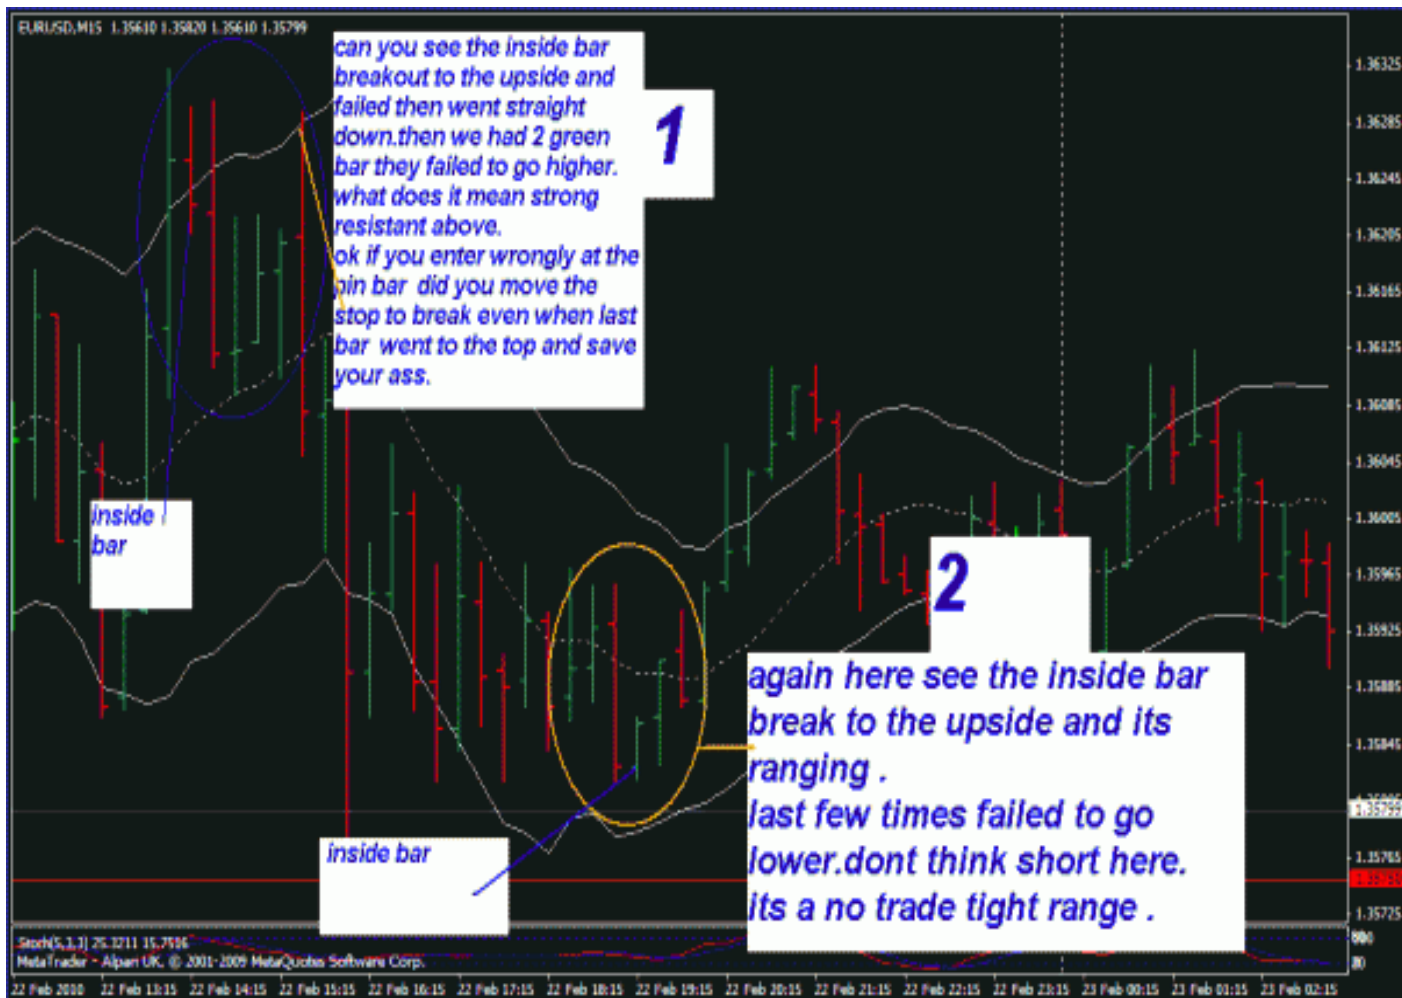 EURUSD,M15 1.35610 1.35820 1.35610 1.35799
can you see the inside bar
breakout to the upside and
failed then went straight
down.then we had 2 green
bar they failed to go higher.
what does it mean strong
resistant above.
ok if you enter wrongly at the
pin bar did you move the
stop to break even when last
bar went to the top and save
your ass.
1
inside
bar
2
again here see the inside bar
break to the upside and its
ranging .
last few times failed to go
lower.dont think short here.
its a no trade tight range .
inside bar
1.36325
1.36285
1.36245
1.36205
1.36165
1.36125
1.36085
1.36045
1.36005
1.35965
1.35925
1.35885
1.35845
1.35799
1.35765
1.35725
Stoch(5,3,3) 25.3211 15.7596
MetaTrader - Alpari UK, © 2001-2009 MetaQuotes Software Corp.
22 Feb 2010 22 Feb 13:15 22 Feb 14:15 22 Feb 15:15 22 Feb 16:15 22 Feb 17:15 22 Feb 18:15 22 Feb 19:15 22 Feb 20:15 22 Feb 21:15 22 Feb 22:15 22 Feb 23:15 23 Feb 00:15 23 Feb 01:15 23 Feb 02:15